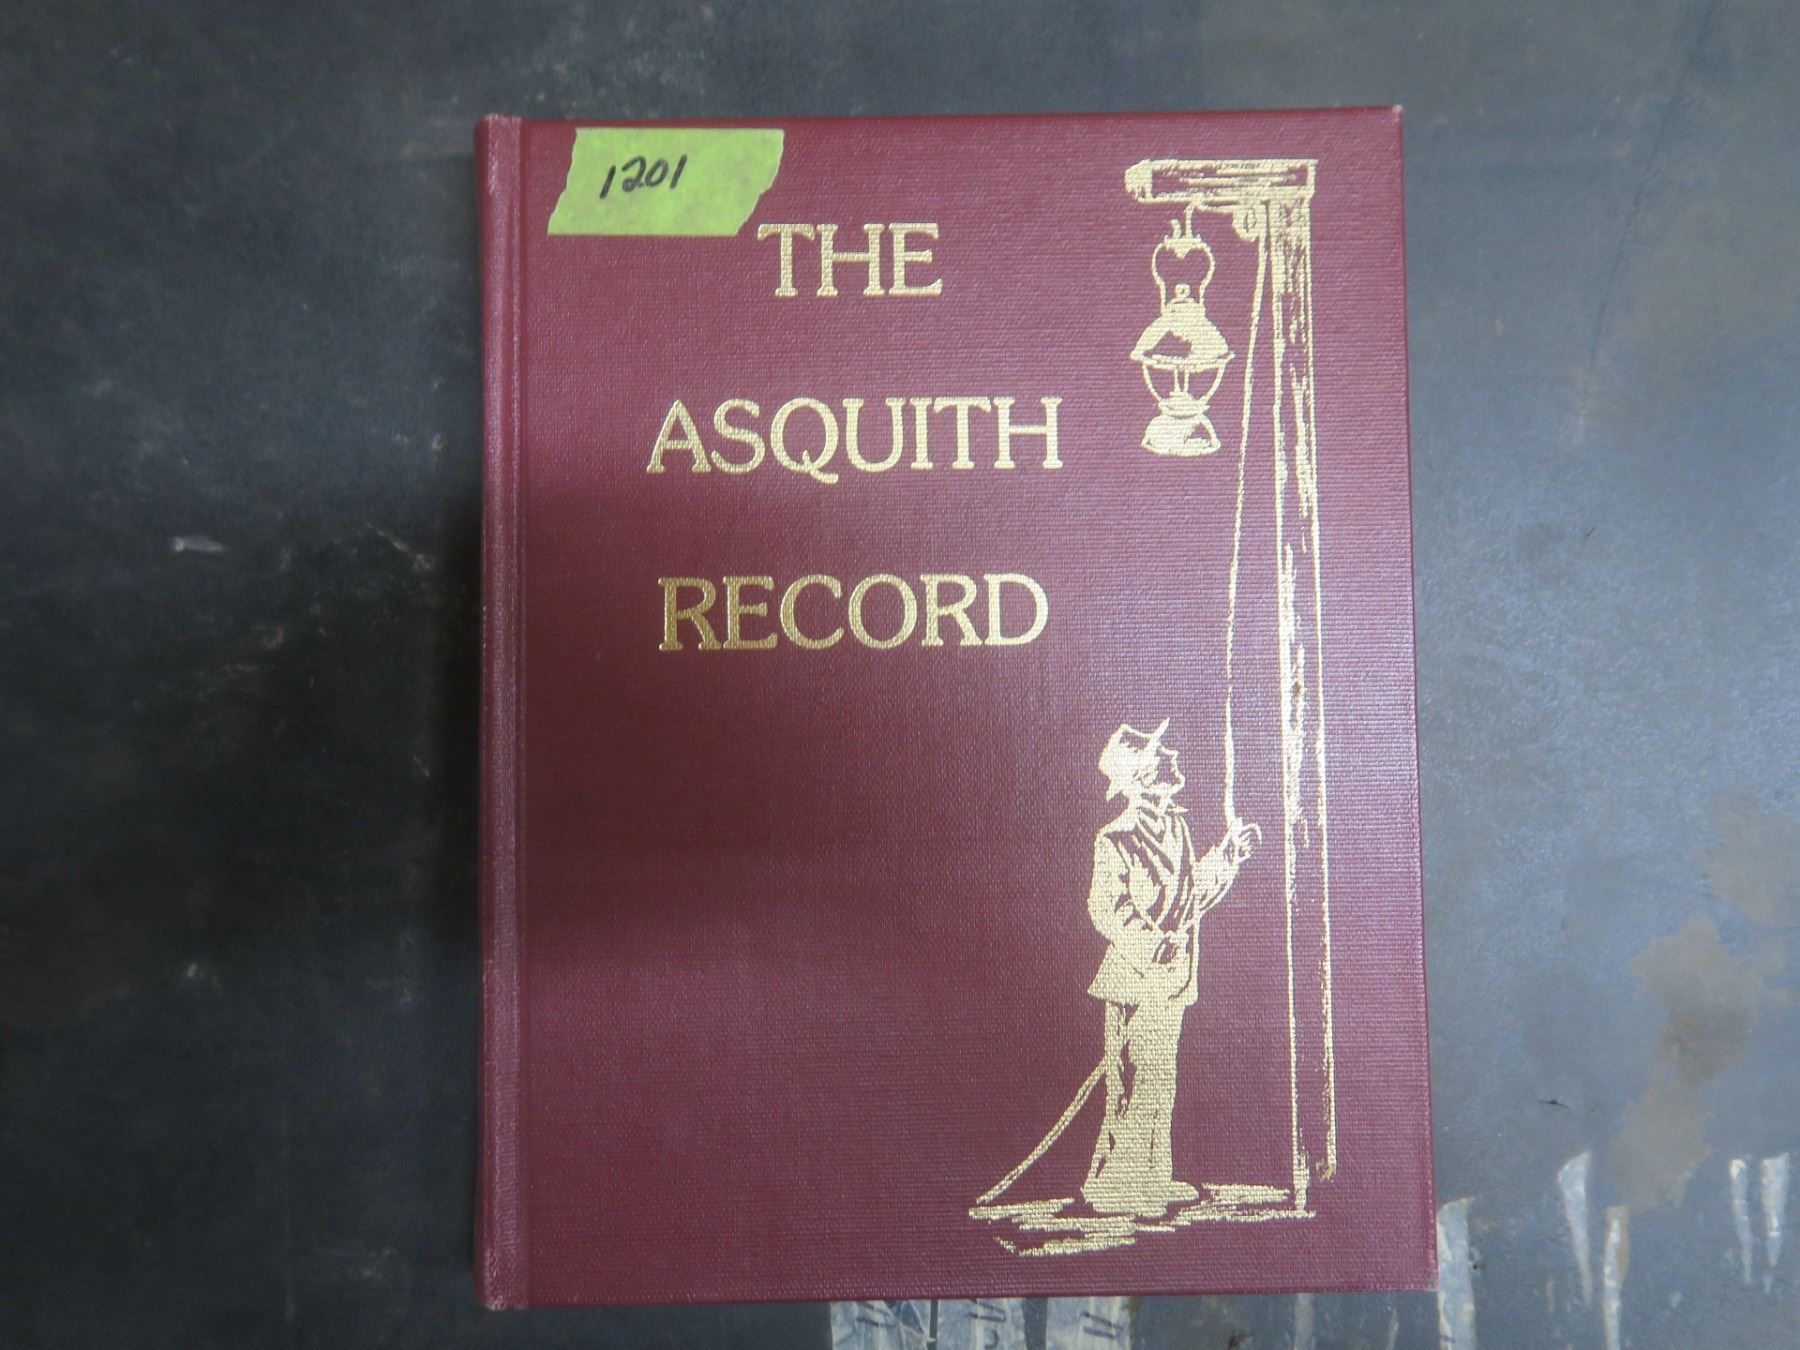 1201
THE
ASQUITH
RECORD